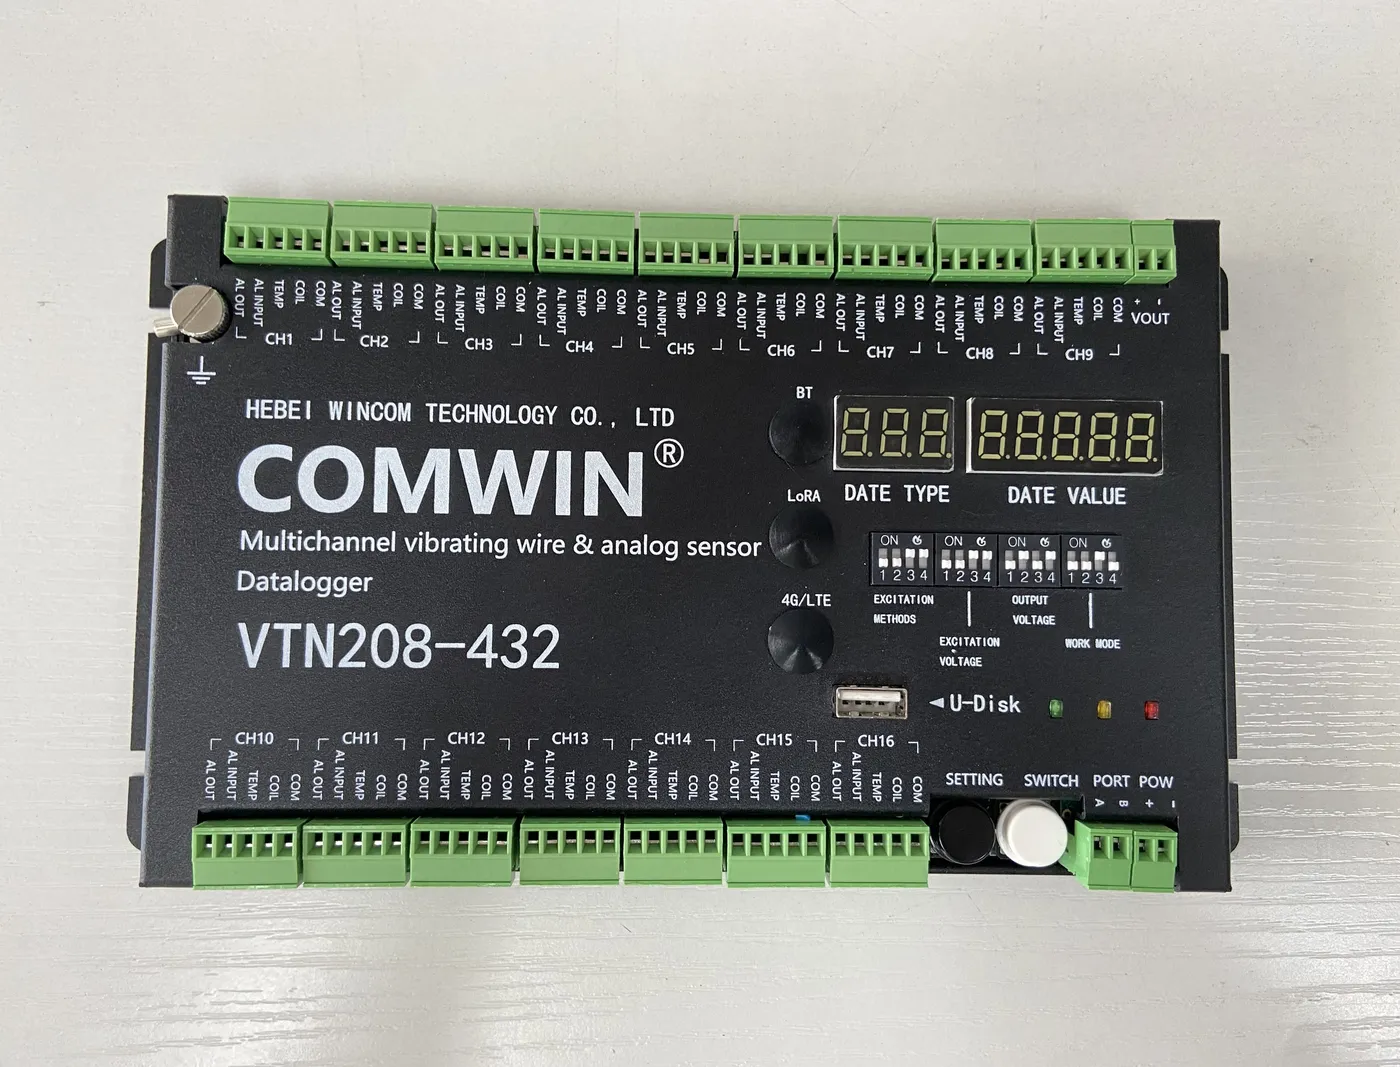 AL OUT AL INPUT TEMP COIL COM AL OUT AL INPUT TEMP COIL COM AL OUT AL INPUT TEMP COIL COM AL OUT AL INPUT TEMP COIL COM AL OUT AL INPUT TEMP COIL COM AL OUT AL INPUT TEMP COIL COM AL OUT AL INPUT TEMP COIL COM AL OUT AL INPUT TEMP COIL COM AL OUT AL INPUT TEMP COIL COM + -
CH1 CH2 CH3 CH4 CH5 CH6 CH7 CH8 CH9 VOUT
HEBEI WINCOM TECHNOLOGY CO., LTD
COMWIN®
Multichannel vibrating wire & analog sensor
Datalogger
VTN208-432
BT
LoRA
4G/LTE
DATE TYPE DATE VALUE
ON ON ON ON
1 2 3 4 1 2 3 4 1 2 3 4 1 2 3 4
EXCITATION
METHODS
EXCITATION
VOLTAGE
OUTPUT
VOLTAGE
WORK MODE
◄U-Disk
CH10 CH11 CH12 CH13 CH14 CH15 CH16
AL OUT AL INPUT TEMP COIL COM AL OUT AL INPUT TEMP COIL COM AL OUT AL INPUT TEMP COIL COM AL OUT AL INPUT TEMP COIL COM AL OUT AL INPUT TEMP COIL COM AL OUT AL INPUT TEMP COIL COM AL OUT AL INPUT TEMP COIL COM
SETTING SWITCH PORT POW
A B + -